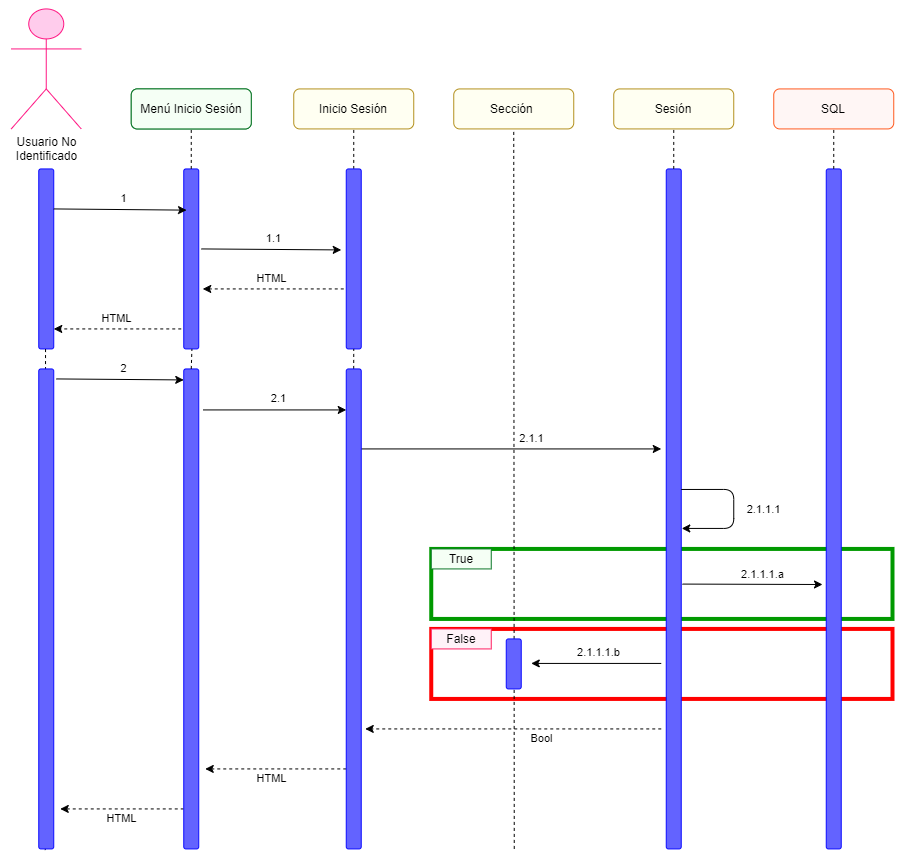 Menú Inicio Sesión
Inicio Sesión
Sección
Sesión
SQL
Usuario No
Identificado
1
1.1
HTML
HTML
2
2.1
2.1.1
2.1.1.1
True
2.1.1.1.a
False
2.1.1.1.b
Bool
HTML
HTML